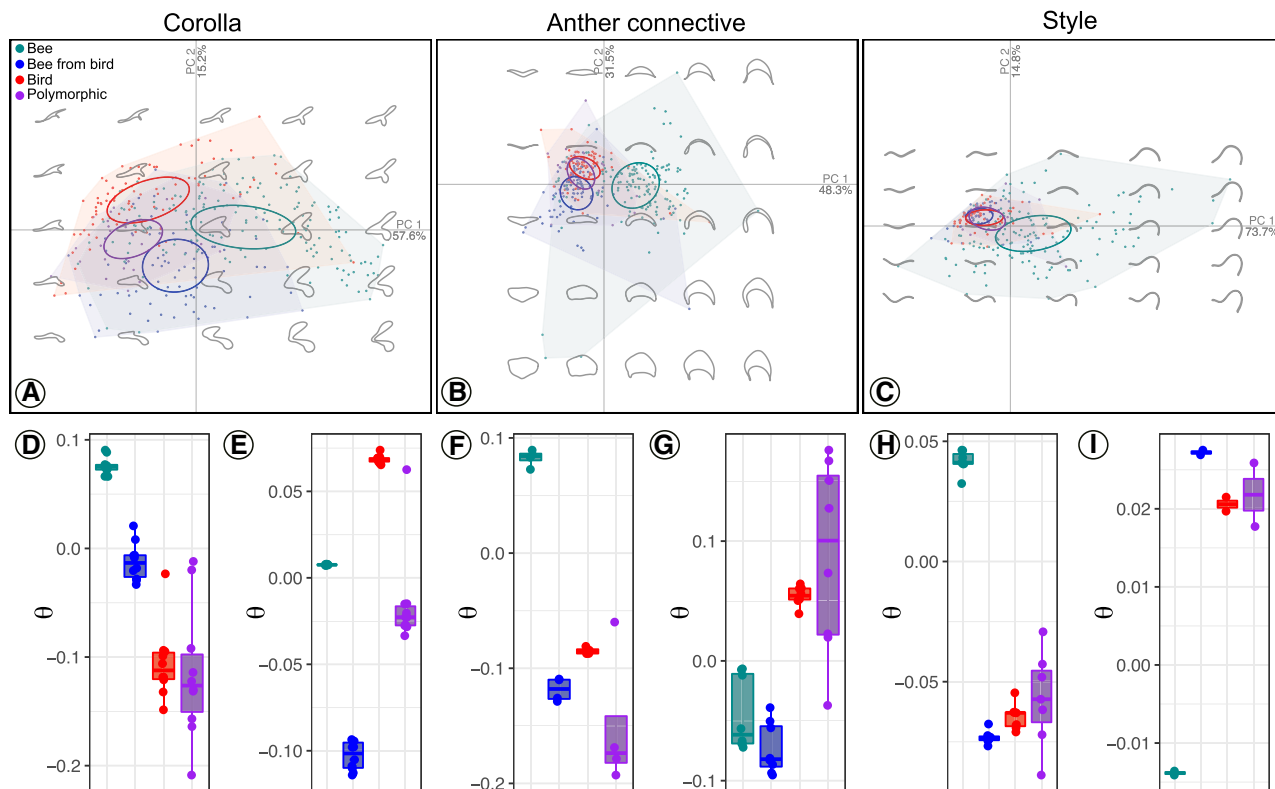 Corolla
Anther connective
Style
Bee
Bee from bird
Bird
Polymorphic
PC 2
15.2%
PC 1
57.6%
A
PC 2
31.5%
PC 1
48.3%
B
PC 2
14.8%
PC 1
73.7%
C
D
0.1
0.0
−0.1
−0.2
θ
E
0.05
0.00
−0.05
−0.10
θ
F
0.1
0.0
−0.1
−0.2
θ
G
0.1
0.0
−0.1
θ
H
0.05
0.00
−0.05
θ
I
0.02
0.01
0.00
−0.01
θ